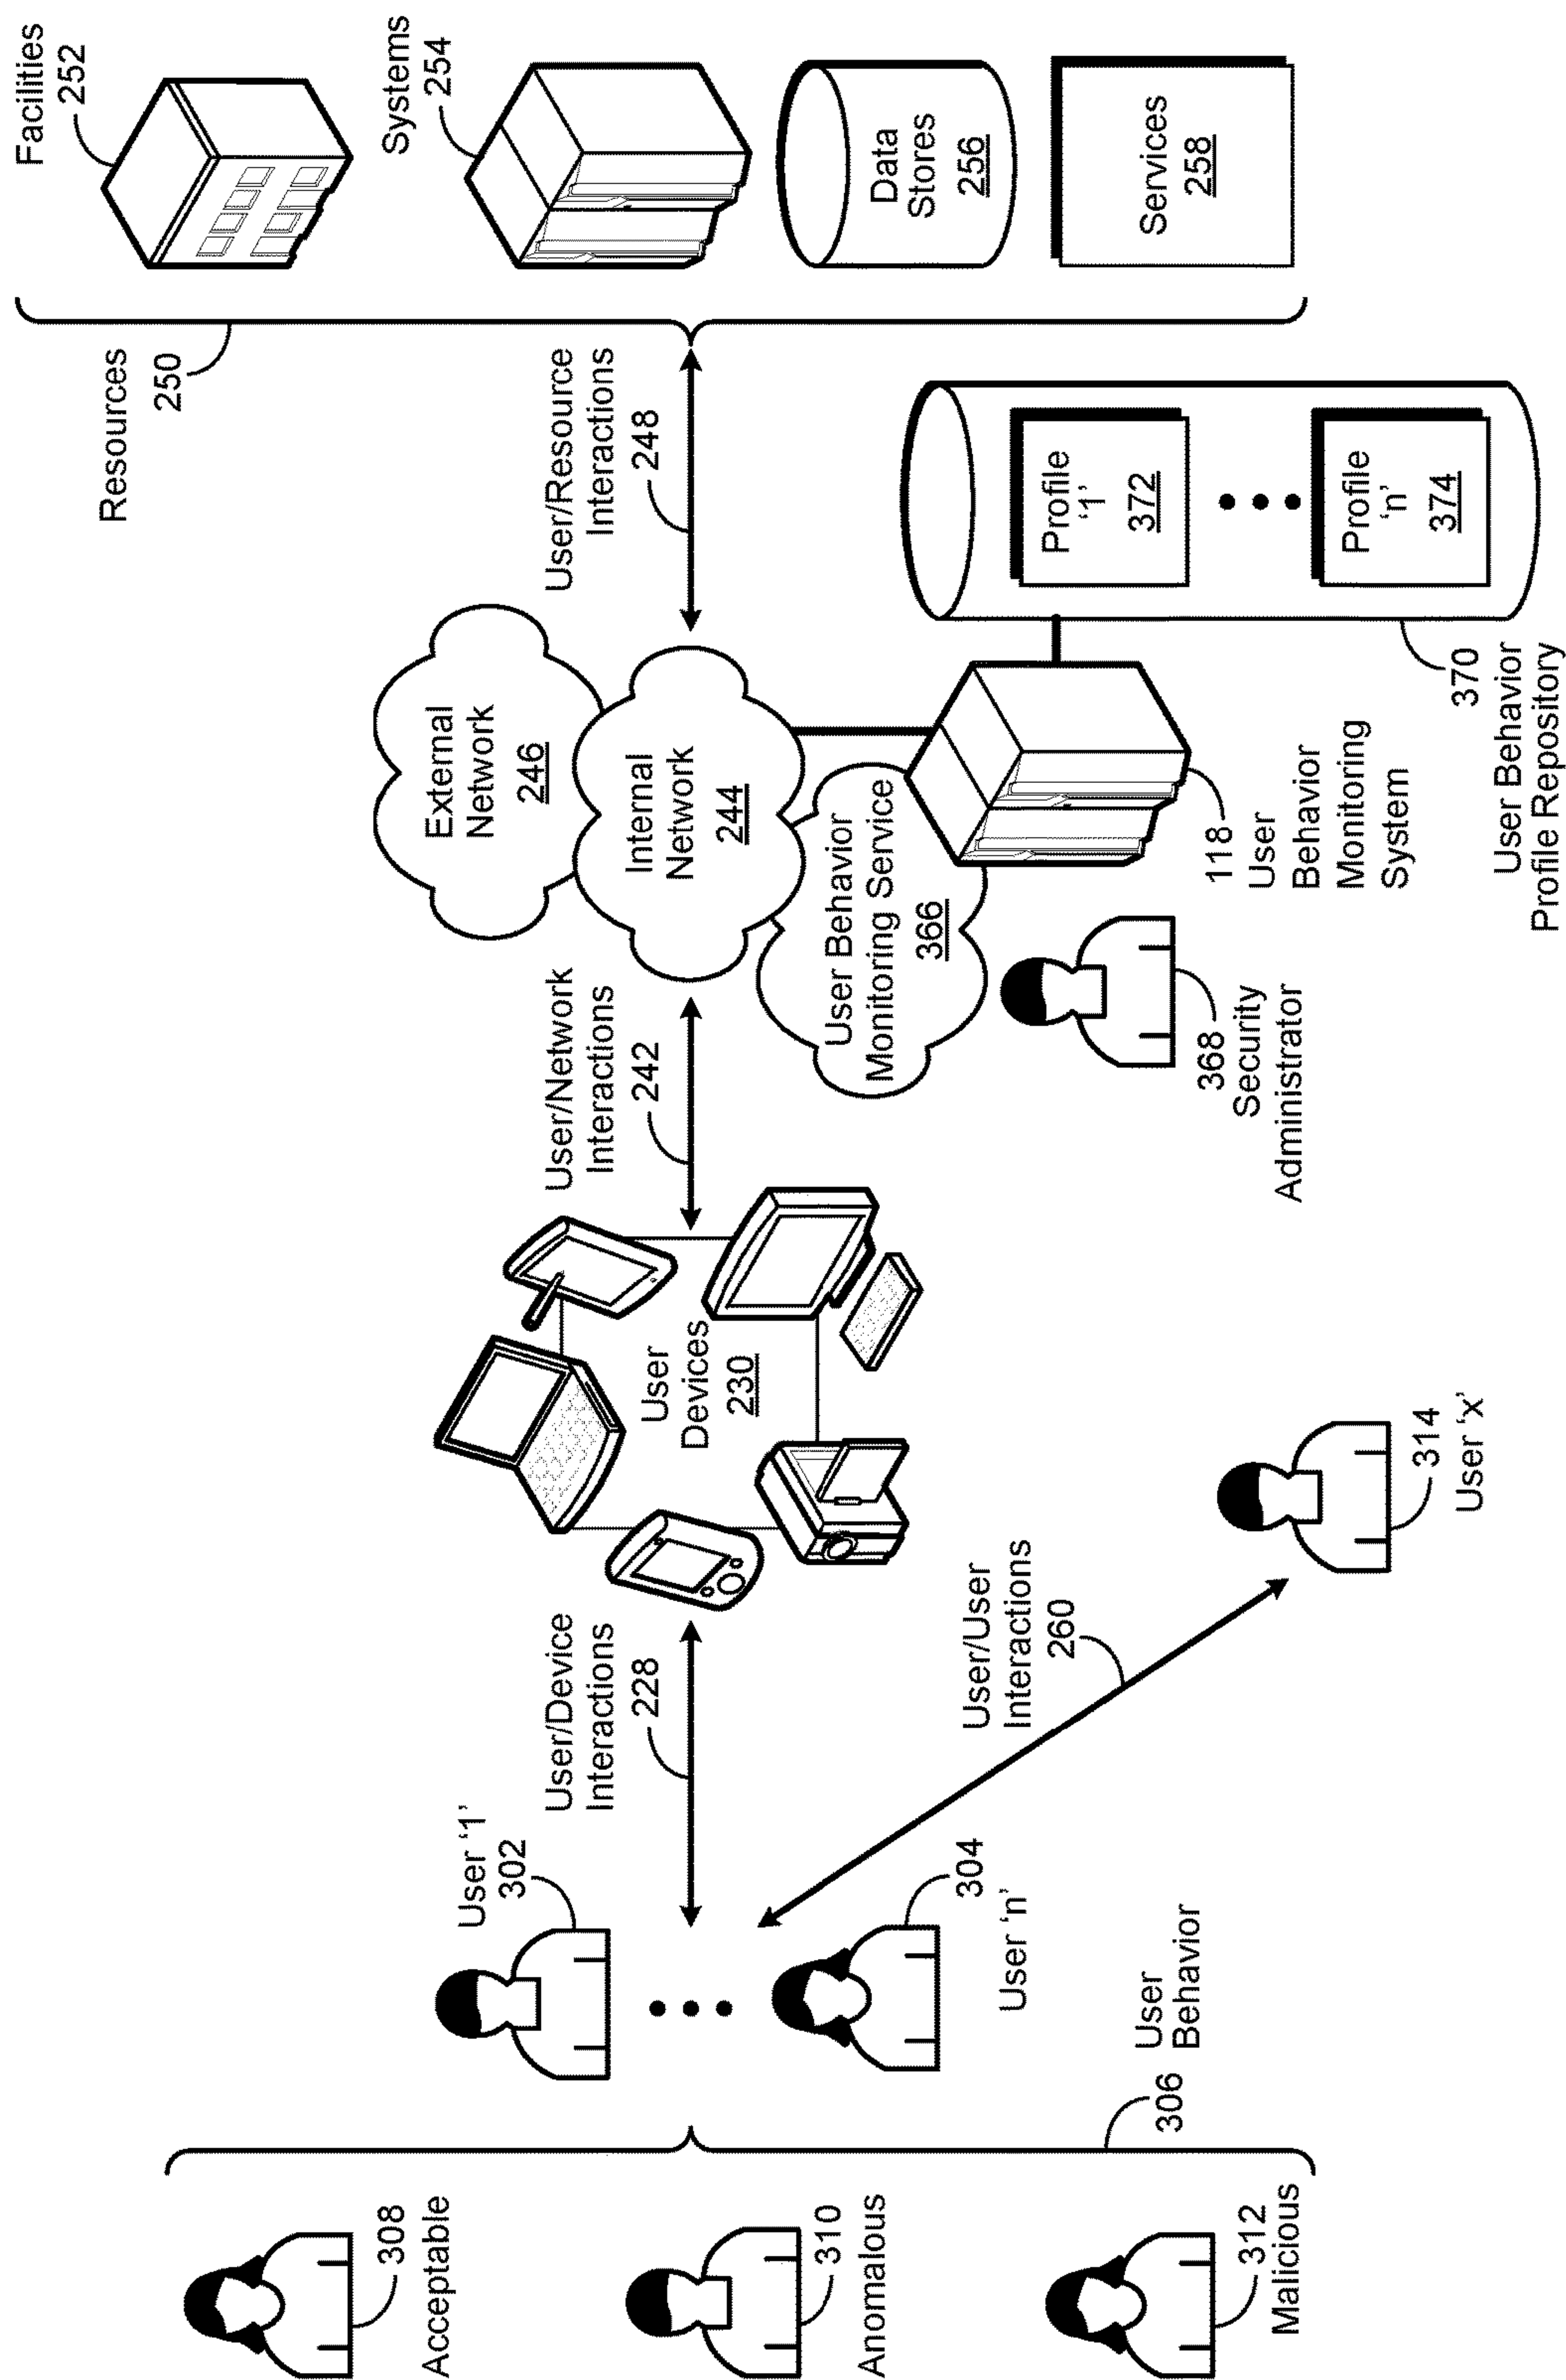 308
Acceptable
310
Anomalous
312
Malicious
306
User
Behavior
User ‘1’
302
304
User ‘n’
User/Device
Interactions
228
User/User
Interactions
260
314
User ‘x’
User
Devices
230
User/Network
Interactions
242
External
Network
246
Internal
Network
244
User Behavior
Monitoring Service
366
368
Security
Administrator
118
User
Behavior
Monitoring
System
User/Resource
Interactions
248
370
User Behavior
Profile Repository
Profile
‘1’
372
Profile
‘n’
374
Resources
250
Facilities
252
Systems
254
Data
Stores
256
Services
258